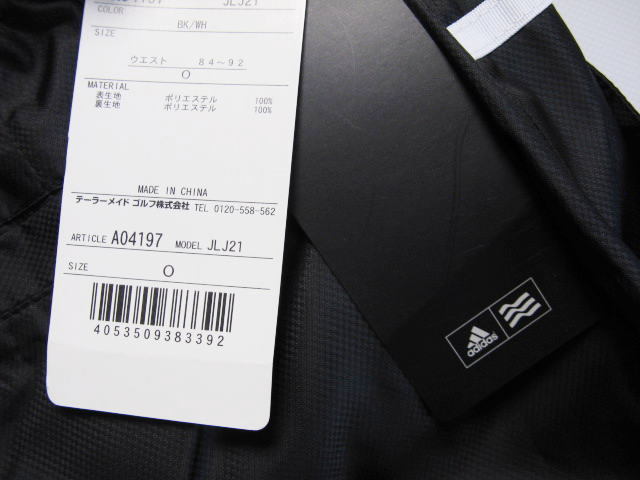 A04197 JLJ21
COLOR
BK/WH
SIZE
ウエスト 84～92
O
MATERIAL
表生地 ポリエステル 100%
裏生地 ポリエステル 100%
MADE IN CHINA
テーラーメイド ゴルフ株式会社 TEL 0120-558-562
ARTICLE A04197 MODEL JLJ21
SIZE O
4053509383392
adidas